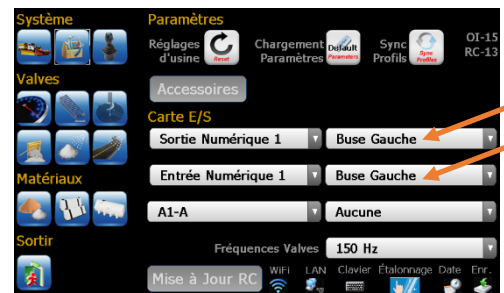 Système
Paramètres
Réglages d'usine
Reset
Chargement Paramètres
Default
Parameters
Sync Profils
Sync
Profiles
OI-15
RC-13
Valves
Accessoires
Carte E/S
Sortie Numérique 1
Buse Gauche
Entrée Numérique 1
Buse Gauche
Matériaux
A1-A
Aucune
Sortir
Fréquences Valves
150 Hz
Mise à Jour RC
WiFi
LAN
Clavier
Étalonnage
Date
Enr.